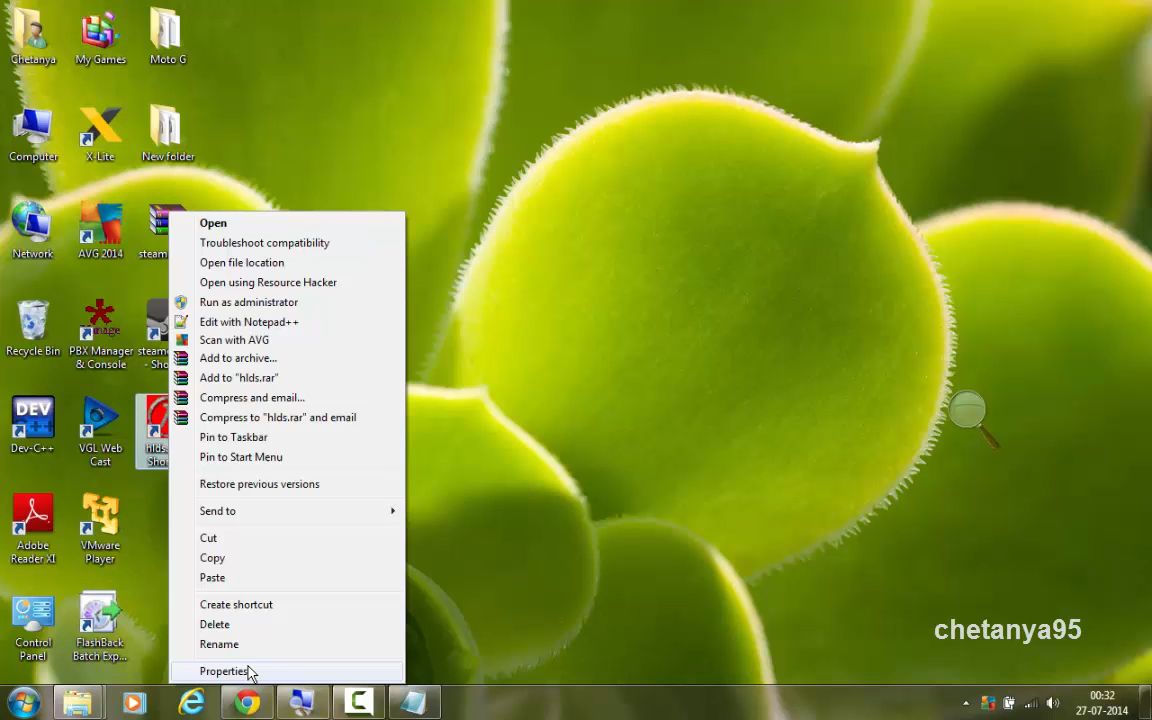 Chetanya
My Games
Moto G
Computer
X-Lite
New folder
Network
AVG 2014
steam
Recycle Bin
PBX Manager
& Console
steam
- Sho
DEV
Dev-C++
VGL Web
Cast
hlds.
Sho
Adobe
Reader XI
VMware
Player
Control
Panel
FlashBack
Batch Exp...
Open
Troubleshoot compatibility
Open file location
Open using Resource Hacker
Run as administrator
Edit with Notepad++
Scan with AVG
Add to archive...
Add to "hlds.rar"
Compress and email...
Compress to "hlds.rar" and email
Pin to Taskbar
Pin to Start Menu
Restore previous versions
Send to
Cut
Copy
Paste
Create shortcut
Delete
Rename
Properties
chetanya95
00:32
27-07-2014